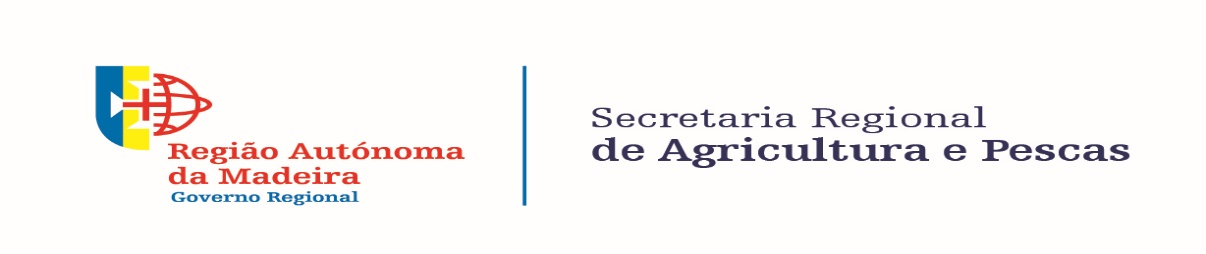 Região Autónoma
da Madeira
Governo Regional
Secretaria Regional
de Agricultura e Pescas